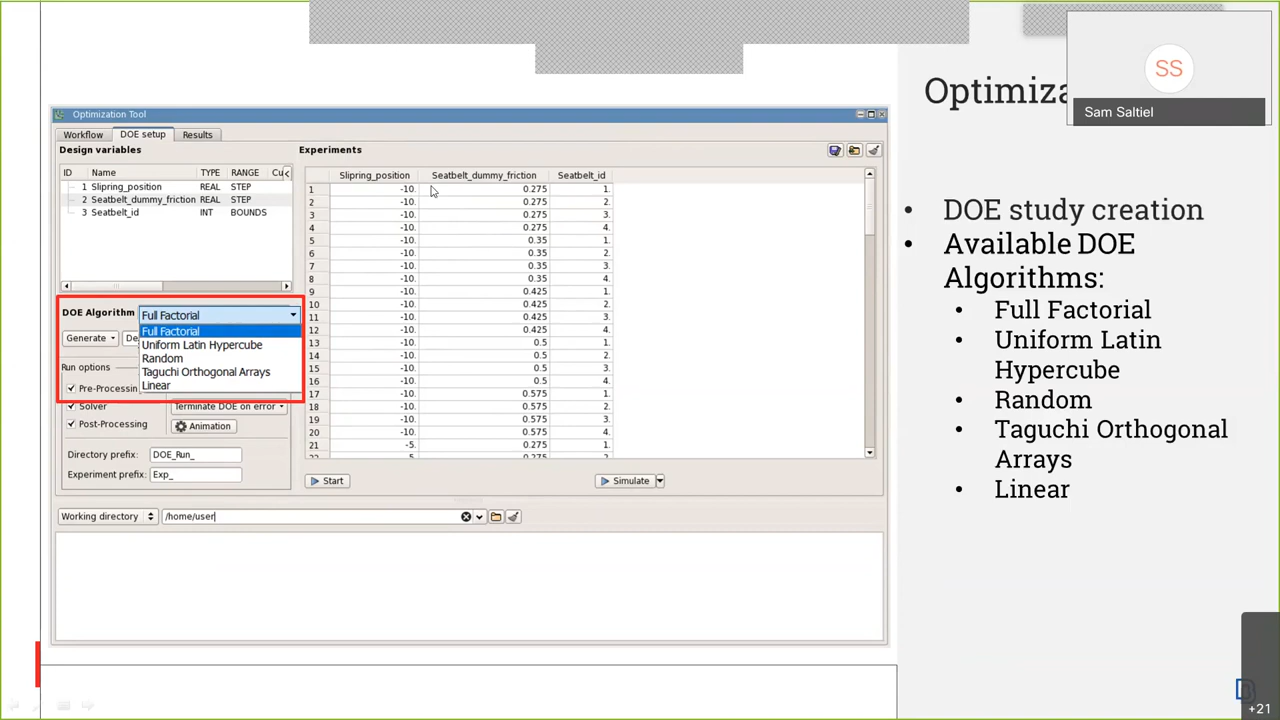 Optimization Tool
Workflow DOE setup Results
Design variables
ID Name TYPE RANGE Cu
1 Slipring_position REAL STEP
2 Seatbelt_dummy_friction REAL STEP
3 Seatbelt_id INT BOUNDS
DOE Algorithm Full Factorial
Full Factorial
Uniform Latin Hypercube
Random
Taguchi Orthogonal Arrays
Linear
Generate De
Run options
Pre-Processin
Solver Terminate DOE on error
Post-Processing Animation
Directory prefix: DOE_Run_
Experiment prefix: Exp_
Experiments
Slipring_position Seatbelt_dummy_friction Seatbelt_id
1 -10. 0.275 1.
2 -10. 0.275 2.
3 -10. 0.275 3.
4 -10. 0.275 4.
5 -10. 0.35 1.
6 -10. 0.35 2.
7 -10. 0.35 3.
8 -10. 0.35 4.
9 -10. 0.425 1.
10 -10. 0.425 2.
11 -10. 0.425 3.
12 -10. 0.425 4.
13 -10. 0.5 1.
14 -10. 0.5 2.
15 -10. 0.5 3.
16 -10. 0.5 4.
17 -10. 0.575 1.
18 -10. 0.575 2.
19 -10. 0.575 3.
20 -10. 0.575 4.
21 -5. 0.275 1.
Start Simulate
Working directory /home/user
Optimiza
SS
Sam Saltiel
• DOE study creation
• Available DOE
Algorithms:
• Full Factorial
• Uniform Latin
Hypercube
• Random
• Taguchi Orthogonal
Arrays
• Linear
+21